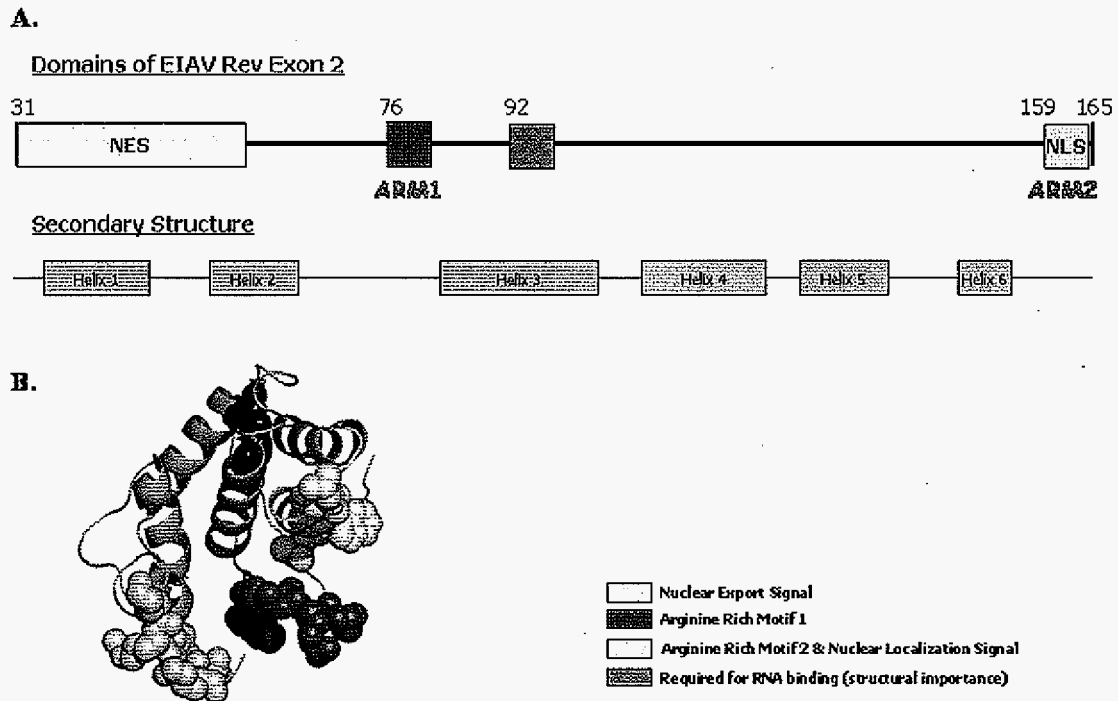 A.
Domains of EIAV Rev Exon 2
31 76 92 159 165
NES NLS
ARM1 ARM2
Secondary Structure
Helix 1 Helix 2 Helix 3 Helix 4 Helix 5 Helix 6
B.
Nuclear Export Signal
Arginine Rich Motif 1
Arginine Rich Motif 2 & Nuclear Localization Signal
Required for RNA binding (structural importance)